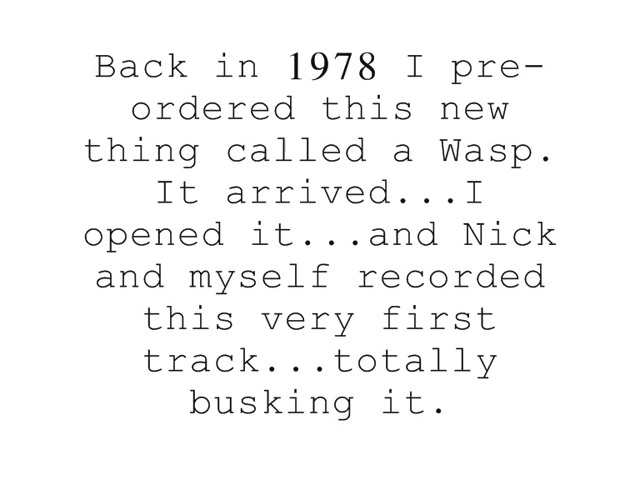 Back in 1978 I pre-
ordered this new
thing called a Wasp.
It arrived...I
opened it...and Nick
and myself recorded
this very first
track...totally
busking it.